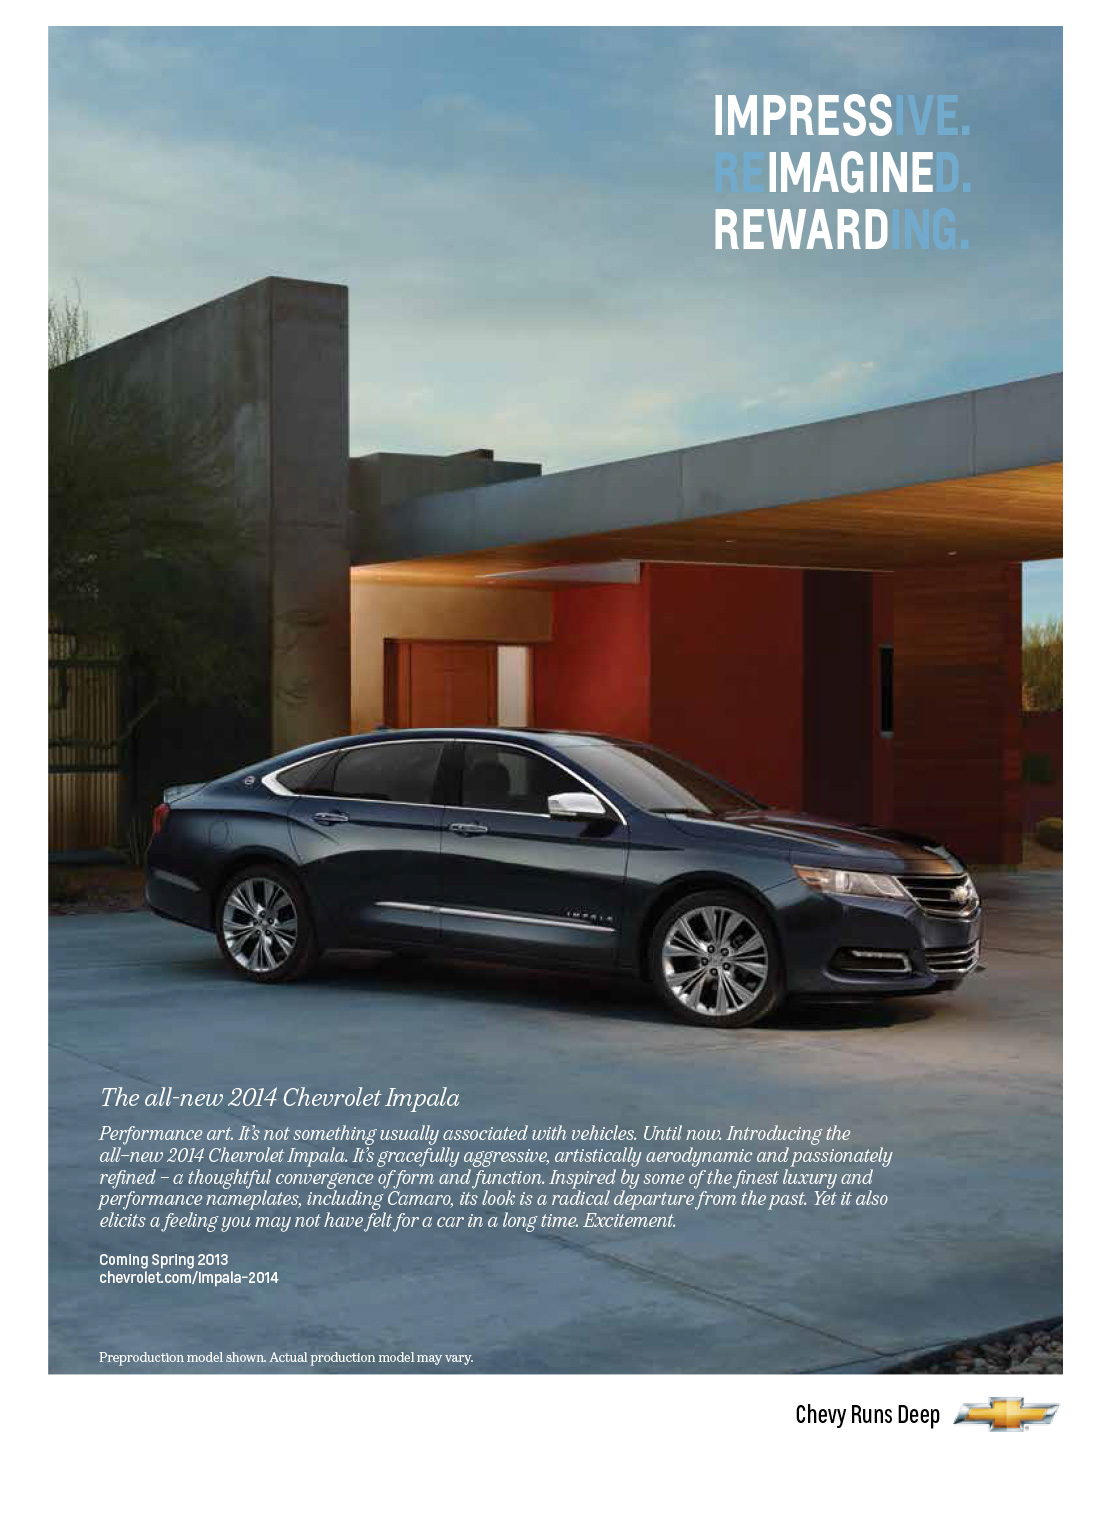 IMPRESSIVE.
REIMAGINED.
REWARDING.
IMPALA
The all-new 2014 Chevrolet Impala
Performance art. It's not something usually associated with vehicles. Until now. Introducing the
all-new 2014 Chevrolet Impala. It's gracefully aggressive, artistically aerodynamic and passionately
refined – a thoughtful convergence of form and function. Inspired by some of the finest luxury and
performance nameplates, including Camaro, its look is a radical departure from the past. Yet it also
elicits a feeling you may not have felt for a car in a long time. Excitement.
Coming Spring 2013
chevrolet.com/impala-2014
Preproduction model shown. Actual production model may vary.
Chevy Runs Deep